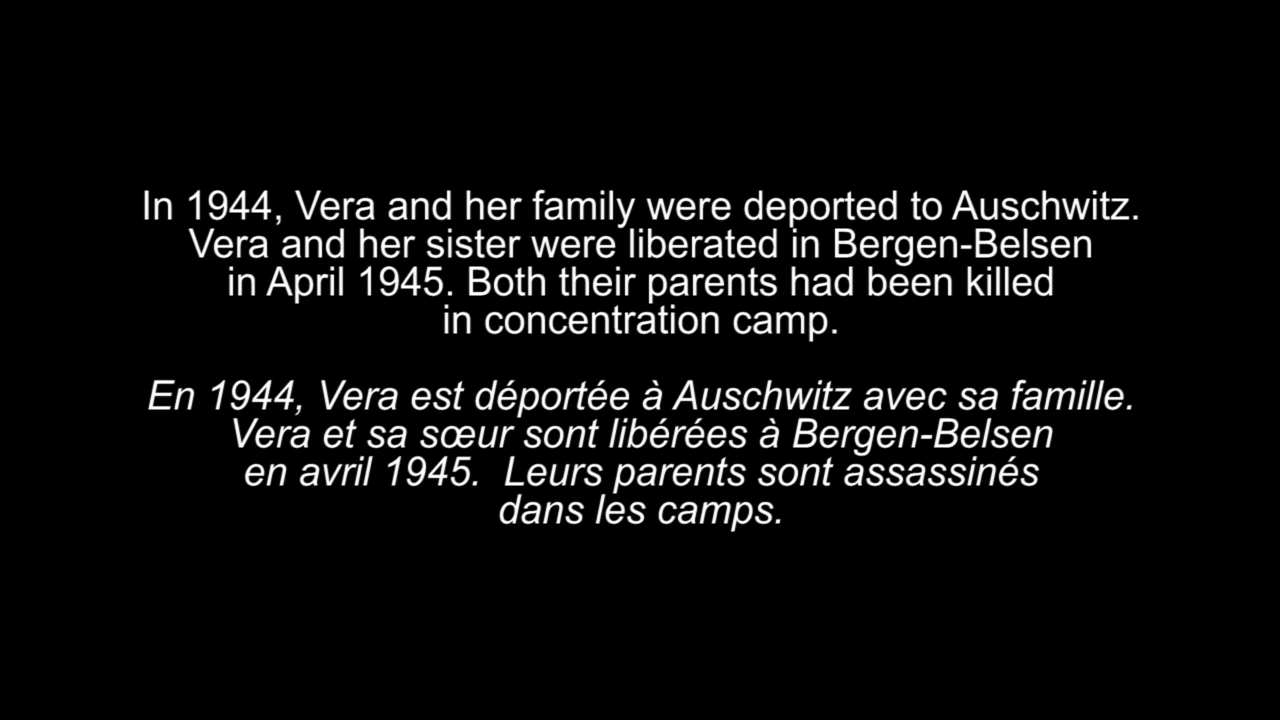 In 1944, Vera and her family were deported to Auschwitz.
Vera and her sister were liberated in Bergen-Belsen
in April 1945. Both their parents had been killed
in concentration camp.
En 1944, Vera est déportée à Auschwitz avec sa famille.
Vera et sa sœur sont libérées à Bergen-Belsen
en avril 1945.  Leurs parents sont assassinés
dans les camps.